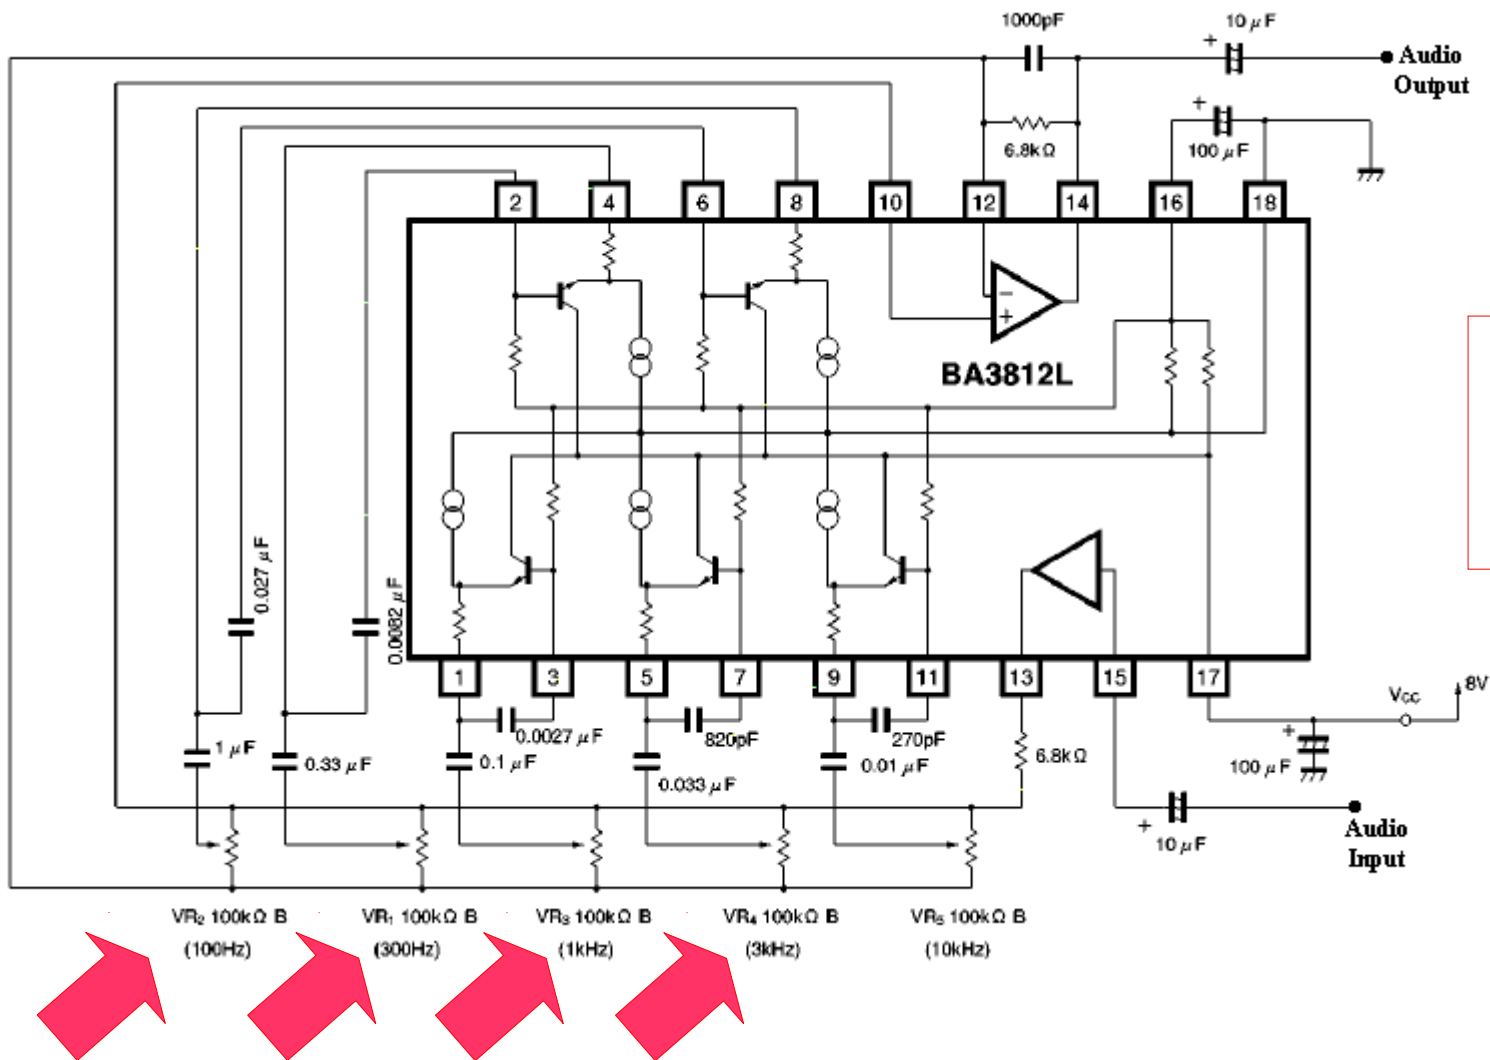 1000pF
10 μF
+
Audio
Output
+
100 μF
6.8kΩ
2
4
6
8
10
12
14
16
18
−
+
BA3812L
0.027 μF
0.0082 μF
1
3
5
7
9
11
13
15
17
VCC
8V
0.0027 μF
820pF
270pF
+
1 μF
0.33 μF
0.1 μF
0.033 μF
0.01 μF
6.8kΩ
100 μF
+
10 μF
Audio
Input
VR2 100kΩ B
VR1 100kΩ B
VR3 100kΩ B
VR4 100kΩ B
VR5 100kΩ B
(100Hz)
(300Hz)
(1kHz)
(3kHz)
(10kHz)